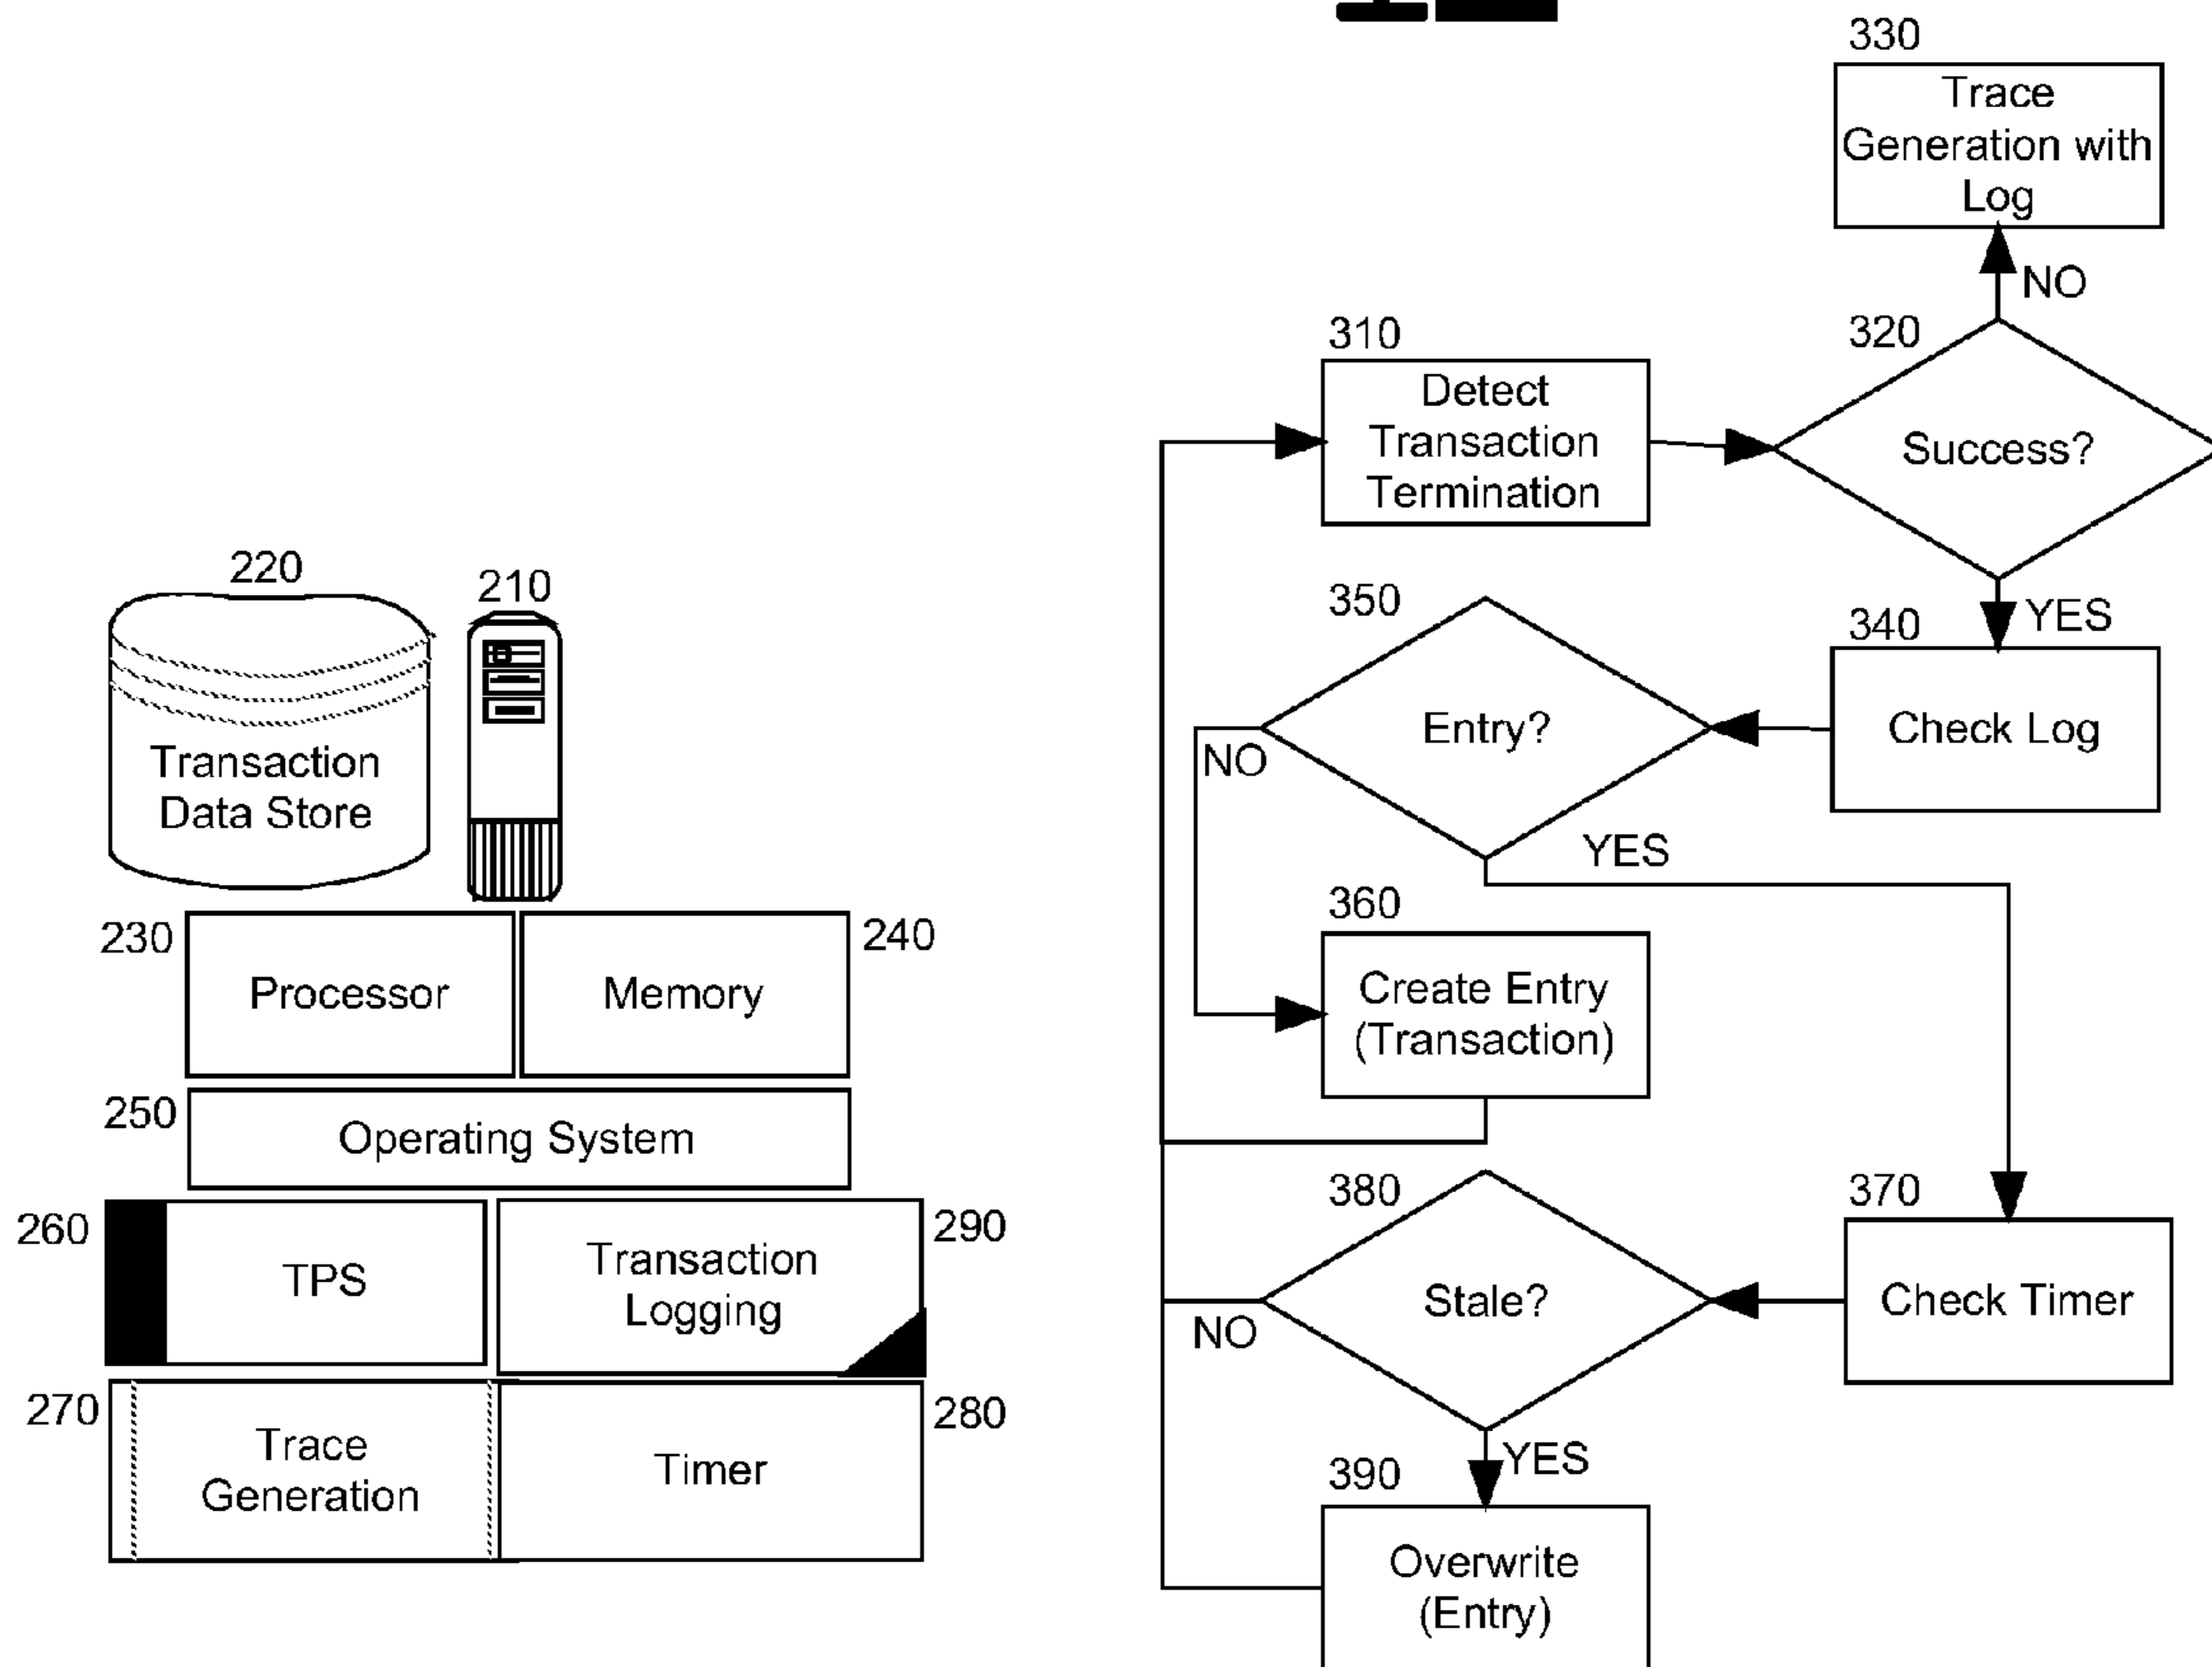 220
210
Transaction
Data Store
230
Processor
Memory
240
250
Operating System
260
TPS
Transaction
Logging
290
270
Trace
Generation
Timer
280
330
Trace
Generation with
Log
NO
310
Detect
Transaction
Termination
320
Success?
YES
340
Check Log
350
Entry?
NO
YES
360
Create Entry
(Transaction)
370
Check Timer
380
Stale?
NO
YES
390
Overwrite
(Entry)